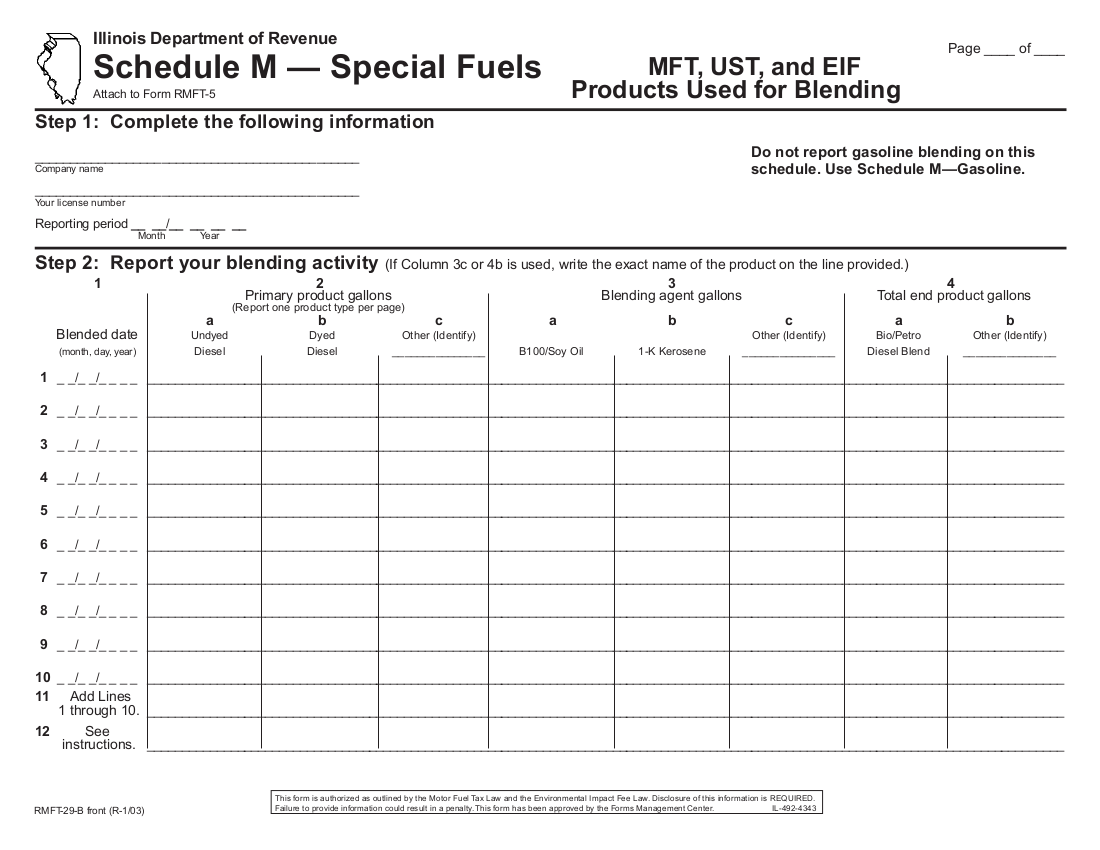 Illinois Department of Revenue
Schedule M — Special Fuels
Attach to Form RMFT-5
MFT, UST, and EIF
Products Used for Blending
Page ____ of ____
Step 1:  Complete the following information
Company name
Your license number
Reporting period __ __/__ __ __ __
Month Year
Do not report gasoline blending on this
schedule. Use Schedule M—Gasoline.
Step 2:  Report your blending activity (If Column 3c or 4b is used, write the exact name of the product on the line provided.)
1 2 3 4
Primary product gallons Blending agent gallons Total end product gallons
(Report one product type per page)
a b c a b c a b
Blended date Undyed Dyed Other (Identify) Other (Identify) Bio/Petro Other (Identify)
(month, day, year) Diesel Diesel ______________ B100/Soy Oil 1-K Kerosene ______________ Diesel Blend ______________
1 _ _/_ _/_ _ _ _
2 _ _/_ _/_ _ _ _
3 _ _/_ _/_ _ _ _
4 _ _/_ _/_ _ _ _
5 _ _/_ _/_ _ _ _
6 _ _/_ _/_ _ _ _
7 _ _/_ _/_ _ _ _
8 _ _/_ _/_ _ _ _
9 _ _/_ _/_ _ _ _
10 _ _/_ _/_ _ _ _
11 Add Lines
1 through 10.
12 See
instructions.
RMFT-29-B front (R-1/03)
This form is authorized as outlined by the Motor Fuel Tax Law and the Environmental Impact Fee Law. Disclosure of this information is REQUIRED.
Failure to provide information could result in a penalty. This form has been approved by the Forms Management Center. IL-492-4343